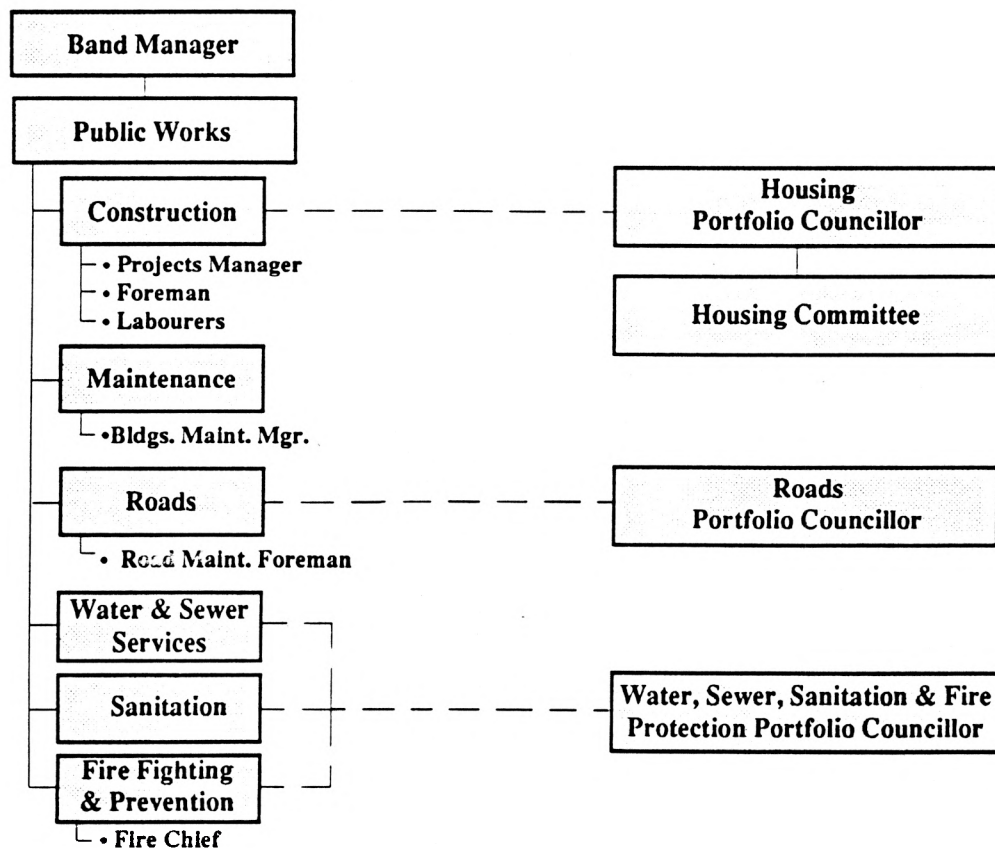 Band Manager
Public Works
Construction
• Projects Manager
• Foreman
• Labourers
Housing
Portfolio Councillor
Housing Committee
Maintenance
•Bldgs. Maint. Mgr.
Roads
• Road Maint. Foreman
Roads
Portfolio Councillor
Water & Sewer
Services
Sanitation
Fire Fighting
& Prevention
• Fire Chief
Water, Sewer, Sanitation & Fire
Protection Portfolio Councillor